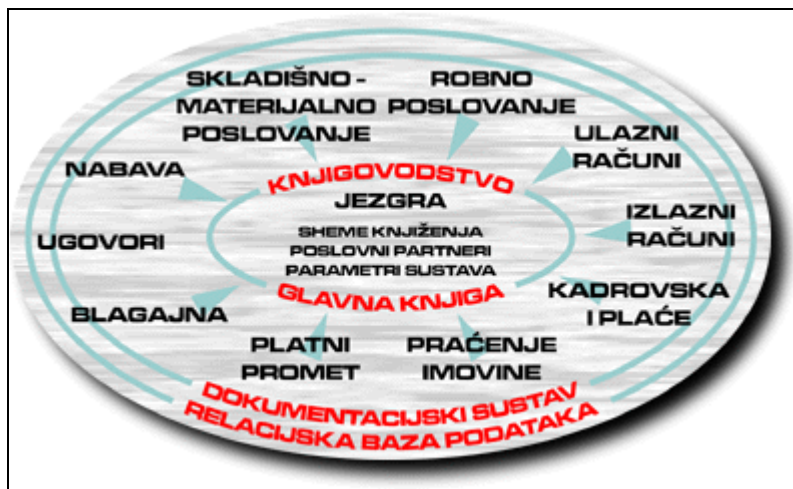 SKLADIŠNO -
MATERIJALNO
POSLOVANJE
ROBNO
POSLOVANJE
ULAZNI
RAČUNI
NABAVA
KNJIGOVODSTVO
JEZGRA
IZLAZNI
RAČUNI
SHEME KNJIŽENJA
POSLOVNI PARTNERI
PARAMETRI SUSTAVA
UGOVORI
GLAVNA KNJIGA
KADROVSKA
I PLAĆE
BLAGAJNA
PLATNI
PROMET
PRAĆENJE
IMOVINE
DOKUMENTACIJSKI SUSTAV
RELACIJSKA BAZA PODATAKA